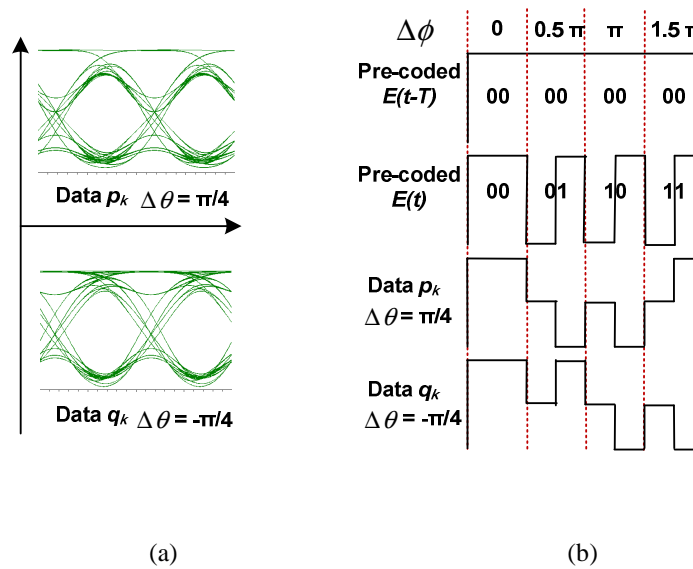 Data pk Δθ = π/4
Data qk Δθ = -π/4
(a)
Δϕ 0 0.5 π π 1.5 π
Pre-coded
E(t-T) 00 00 00 00
Pre-coded
E(t) 00 01 10 11
Data pk
Δθ = π/4
Data qk
Δθ = -π/4
(b)